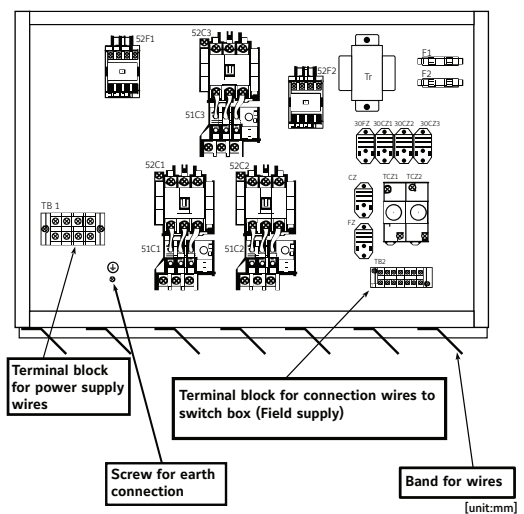 52C3
52F1
52F2
Tr
F1
F2
51C3
30FZ 30CZ1 30CZ2 30CZ3
52C1
52C2
CZ
TCZ1 TCZ2
TB 1
FZ
51C1
51C2
TB2
Terminal block
for power supply
wires
Terminal block for connection wires to
switch box (Field supply)
Screw for earth
connection
Band for wires
[unit:mm]